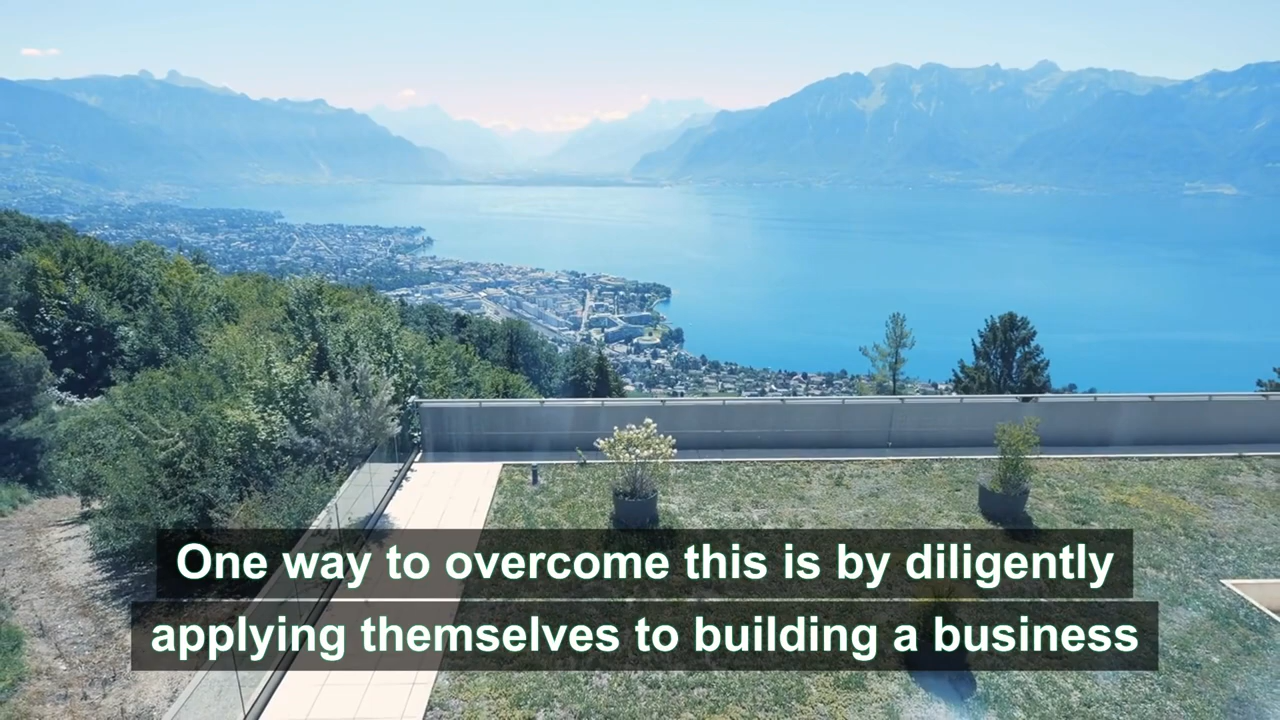 One way to overcome this is by diligently
applying themselves to building a business